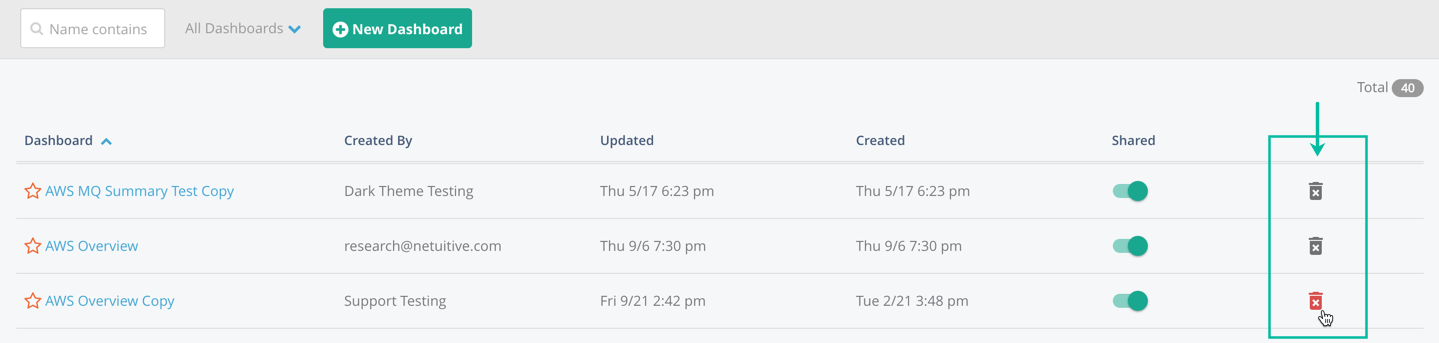 Name contains All Dashboards New Dashboard
Total 40
Dashboard Created By Updated Created Shared
AWS MQ Summary Test Copy Dark Theme Testing Thu 5/17 6:23 pm Thu 5/17 6:23 pm
AWS Overview research@netuitive.com Thu 9/6 7:30 pm Thu 9/6 7:30 pm
AWS Overview Copy Support Testing Fri 9/21 2:42 pm Tue 2/21 3:48 pm